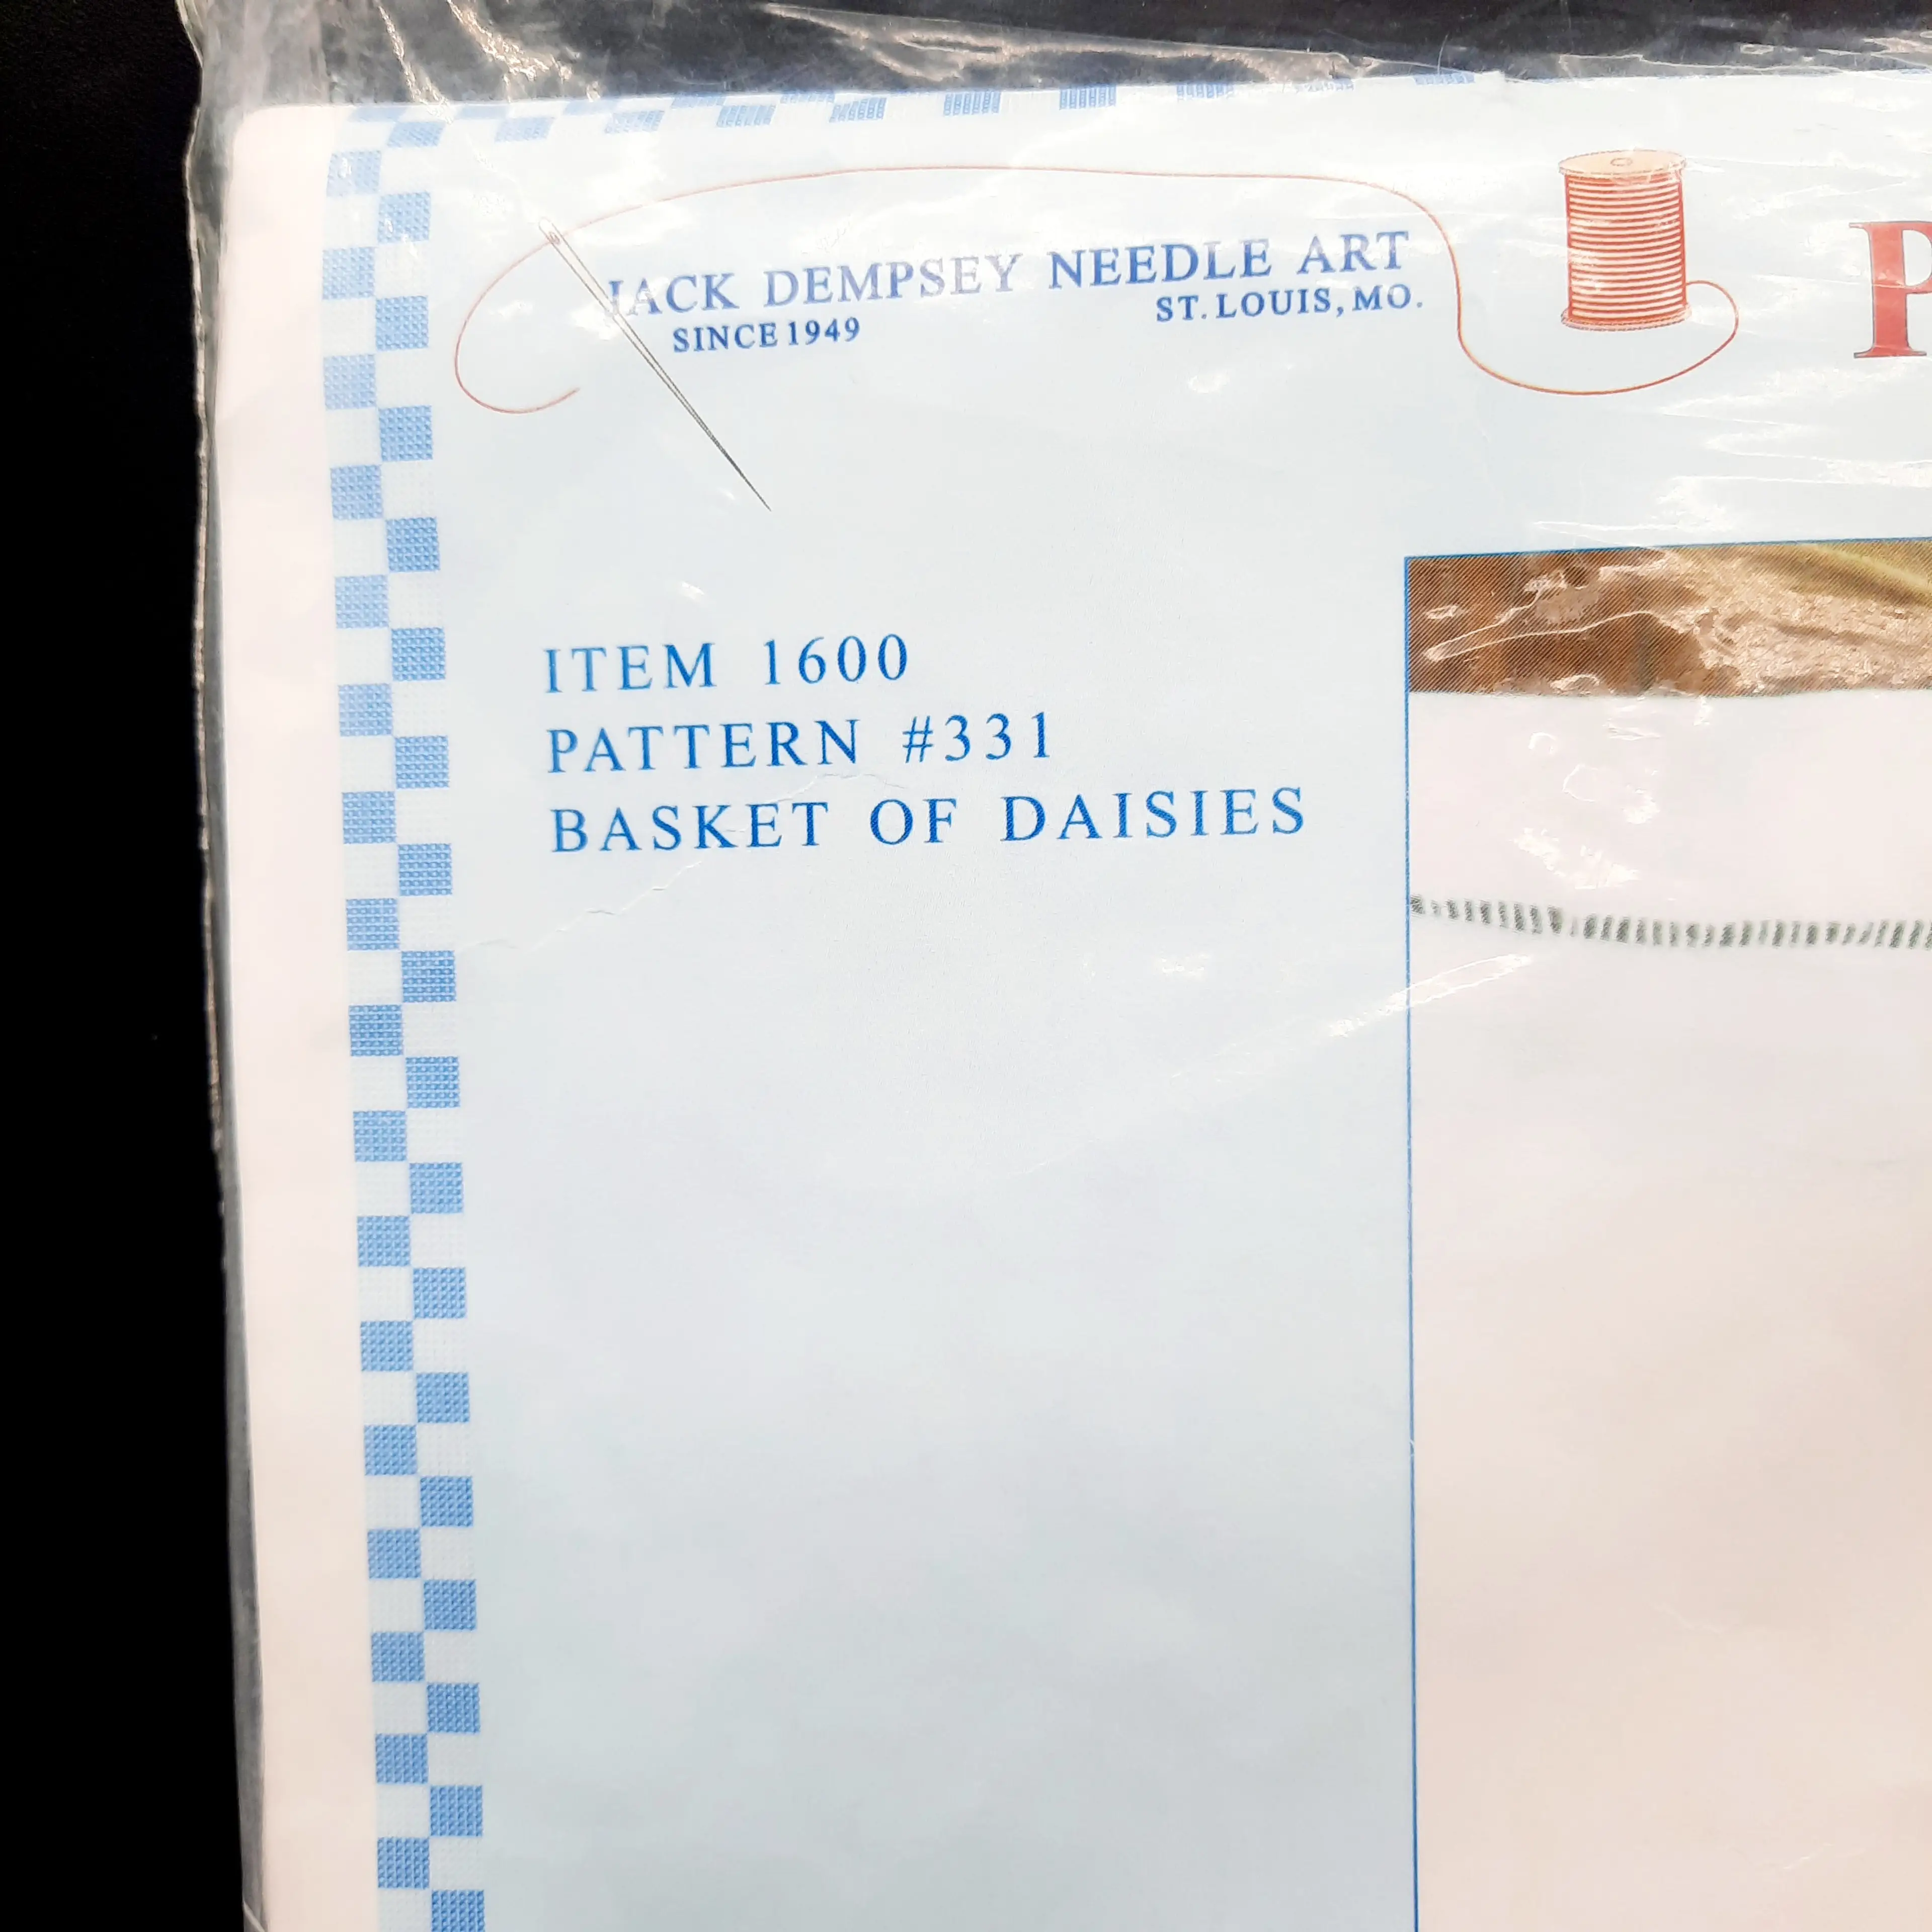 JACK DEMPSEY NEEDLE ART
SINCE 1949
ST. LOUIS, MO.
P
ITEM 1600
PATTERN #331
BASKET OF DAISIES